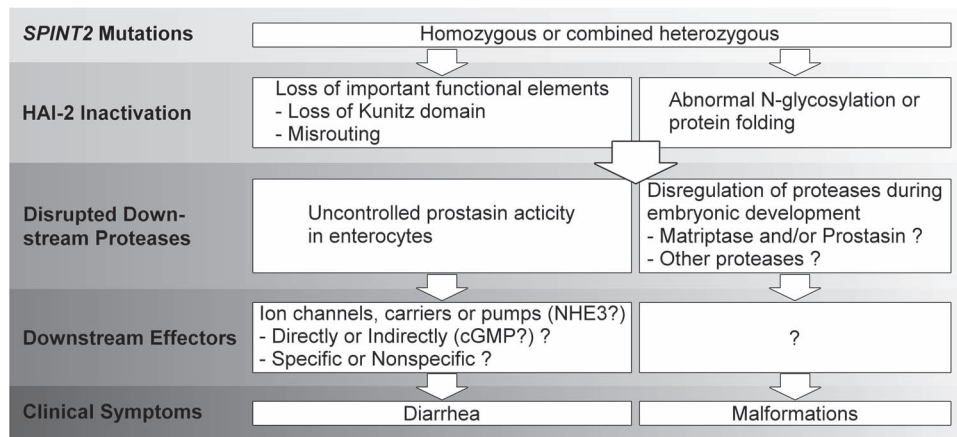 SPINT2 Mutations
Homozygous or combined heterozygous
HAI-2 Inactivation
Loss of important functional elements
- Loss of Kunitz domain
- Misrouting
Abnormal N-glycosylation or
protein folding
Disrupted Down-
stream Proteases
Uncontrolled prostasin acticity
in enterocytes
Disregulation of proteases during
embryonic development
- Matriptase and/or Prostasin ?
- Other proteases ?
Downstream Effectors
Ion channels, carriers or pumps (NHE3?)
- Directly or Indirectly (cGMP?) ?
- Specific or Nonspecific ?
?
Clinical Symptoms
Diarrhea
Malformations